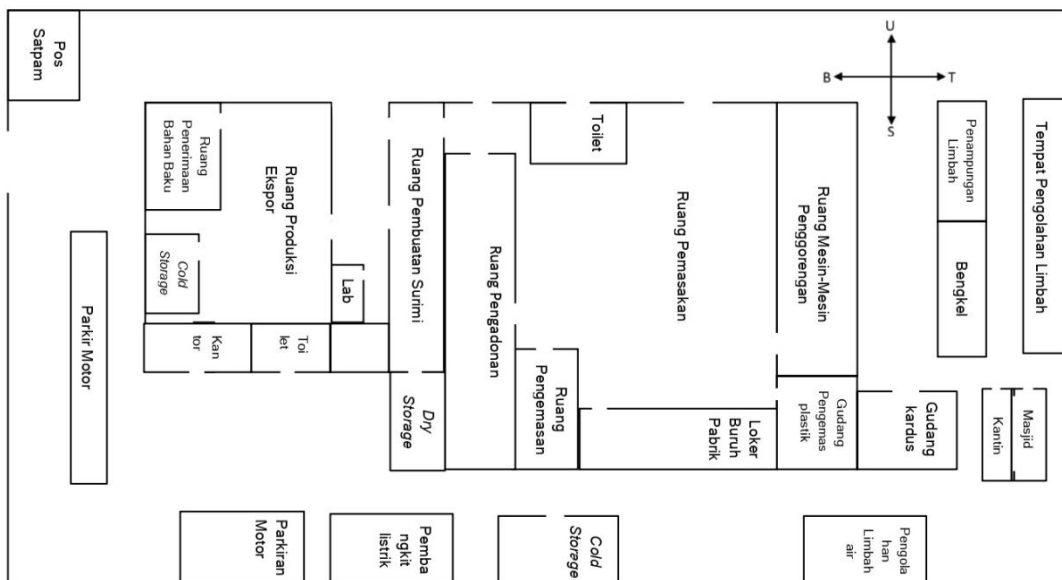 Pos
Satpam
U
B
T
S
Ruang
Penerimaan
Bahan Baku
Ruang Produksi
Ekspor
Cold
Storage
Lab
Kan
tor
Toi
let
Parkir Motor
Ruang Pembuatan Surimi
Dry
Storage
Ruang Pengadonan
Toilet
Ruang Pemasakan
Ruang
Pengemasan
Loker
Buruh
Pabrik
Ruang Mesin-Mesin
Penggorengan
Gudang
Pengemas
plastik
Gudang
kardus
Penampungan
Limbah
Bengkel
Tempat Pengolahan Limbah
Masjid
Kantin
Parkiran
Motor
Pemba
ngkit
listrik
Cold
Storage
Pengola
han
Limbah
air